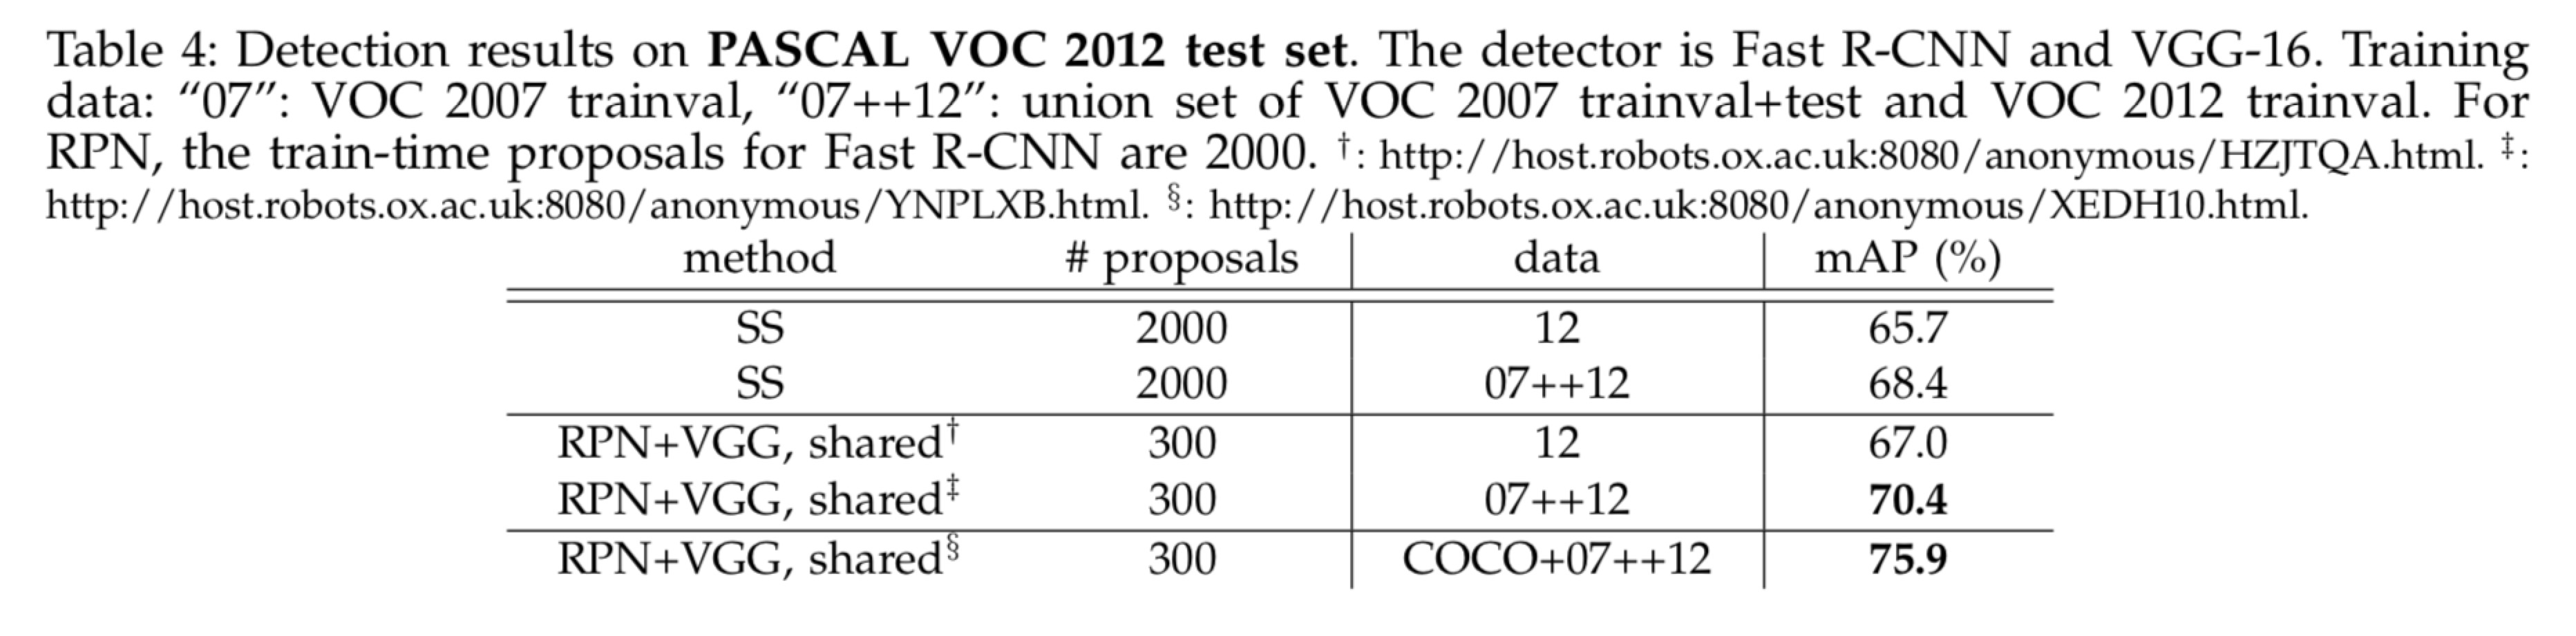 Table 4: Detection results on PASCAL VOC 2012 test set. The detector is Fast R-CNN and VGG-16. Training
data: “07”: VOC 2007 trainval, “07++12”: union set of VOC 2007 trainval+test and VOC 2012 trainval. For
RPN, the train-time proposals for Fast R-CNN are 2000. †: http://host.robots.ox.ac.uk:8080/anonymous/HZJTQA.html. ‡:
http://host.robots.ox.ac.uk:8080/anonymous/YNPLXB.html. §: http://host.robots.ox.ac.uk:8080/anonymous/XEDH10.html.
method # proposals data mAP (%)
SS 2000 12 65.7
SS 2000 07++12 68.4
RPN+VGG, shared† 300 12 67.0
RPN+VGG, shared‡ 300 07++12 70.4
RPN+VGG, shared§ 300 COCO+07++12 75.9